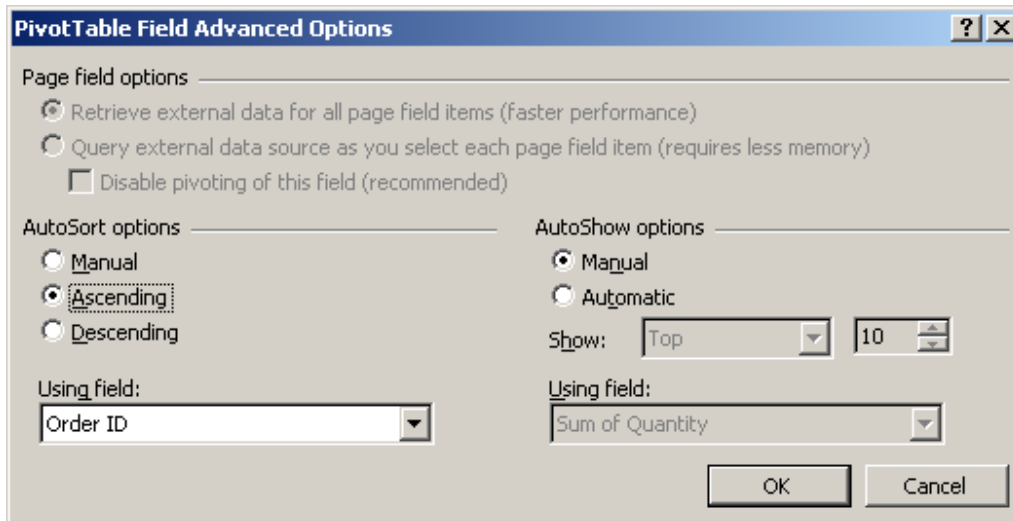 PivotTable Field Advanced Options
Page field options
Retrieve external data for all page field items (faster performance)
Query external data source as you select each page field item (requires less memory)
Disable pivoting of this field (recommended)
AutoSort options
Manual
Ascending
Descending
Using field:
Order ID
AutoShow options
Manual
Automatic
Show: Top 10
Using field:
Sum of Quantity
OK Cancel